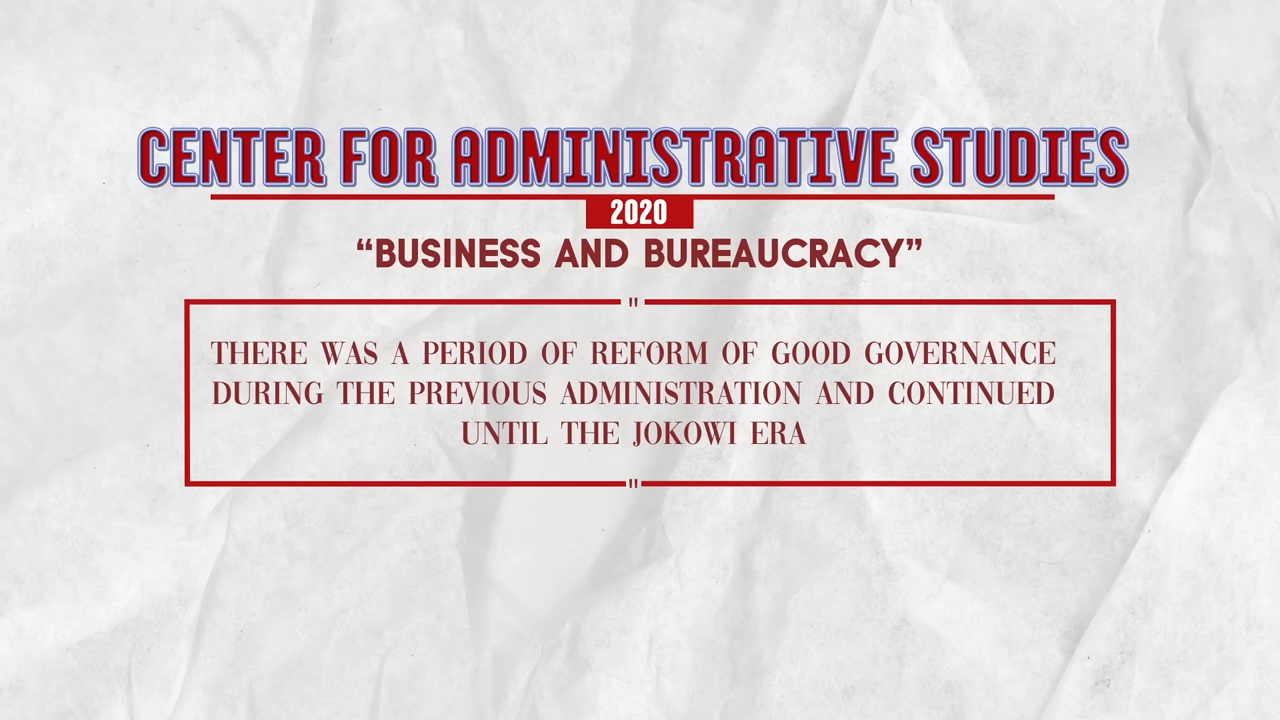 CENTER FOR ADMINISTRATIVE STUDIES
2020
“BUSINESS AND BUREAUCRACY”
"
THERE WAS A PERIOD OF REFORM OF GOOD GOVERNANCE
DURING THE PREVIOUS ADMINISTRATION AND CONTINUED
UNTIL THE JOKOWI ERA
"